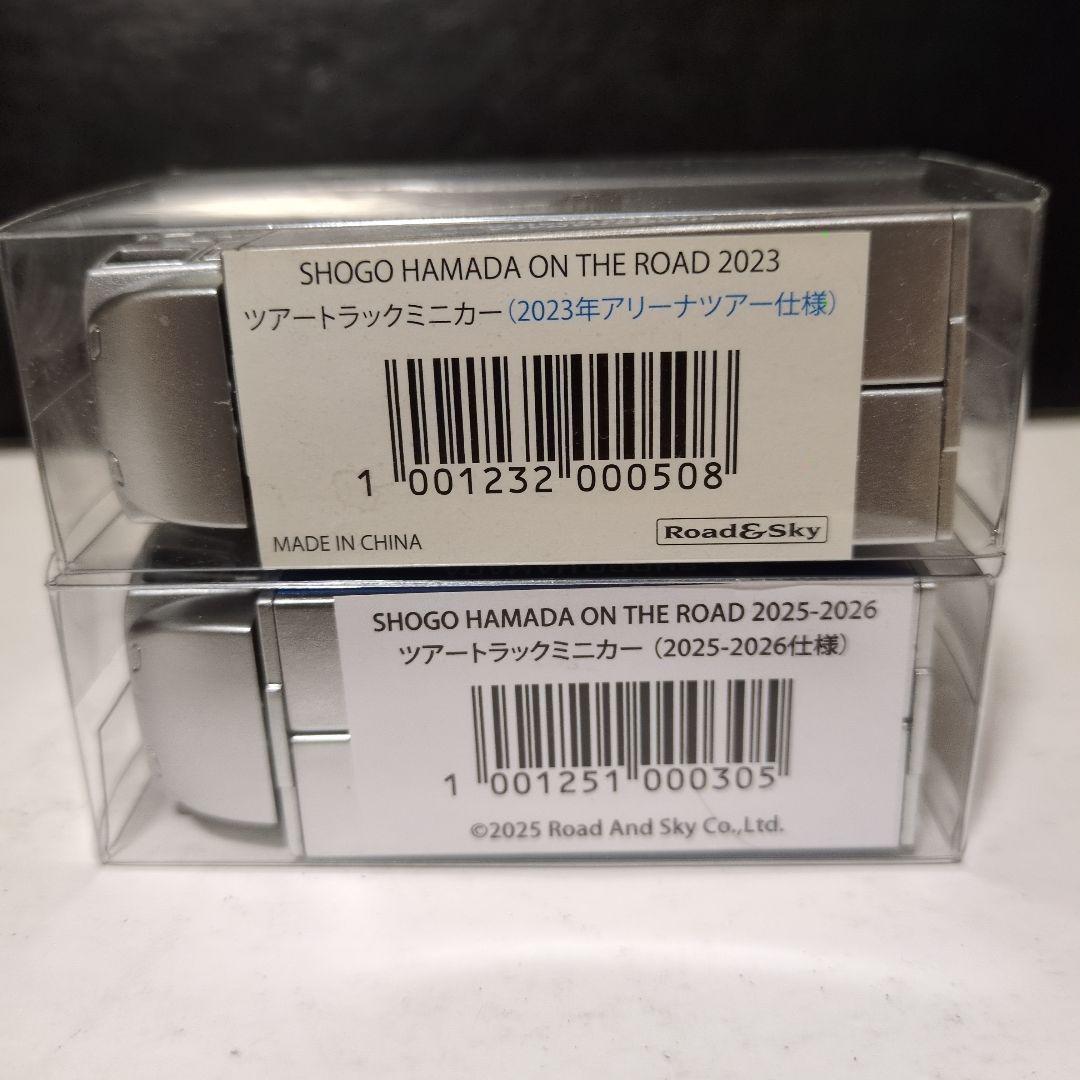 SHOGO HAMADA ON THE ROAD 2023
ツアートラックミニカー（2023年アリーナツアー仕様）
1 001232 000508
MADE IN CHINA
Road&Sky
SHOGO HAMADA ON THE ROAD 2025-2026
ツアートラックミニカー（2025-2026仕様）
1 001251 000305
©2025 Road And Sky Co.,Ltd.